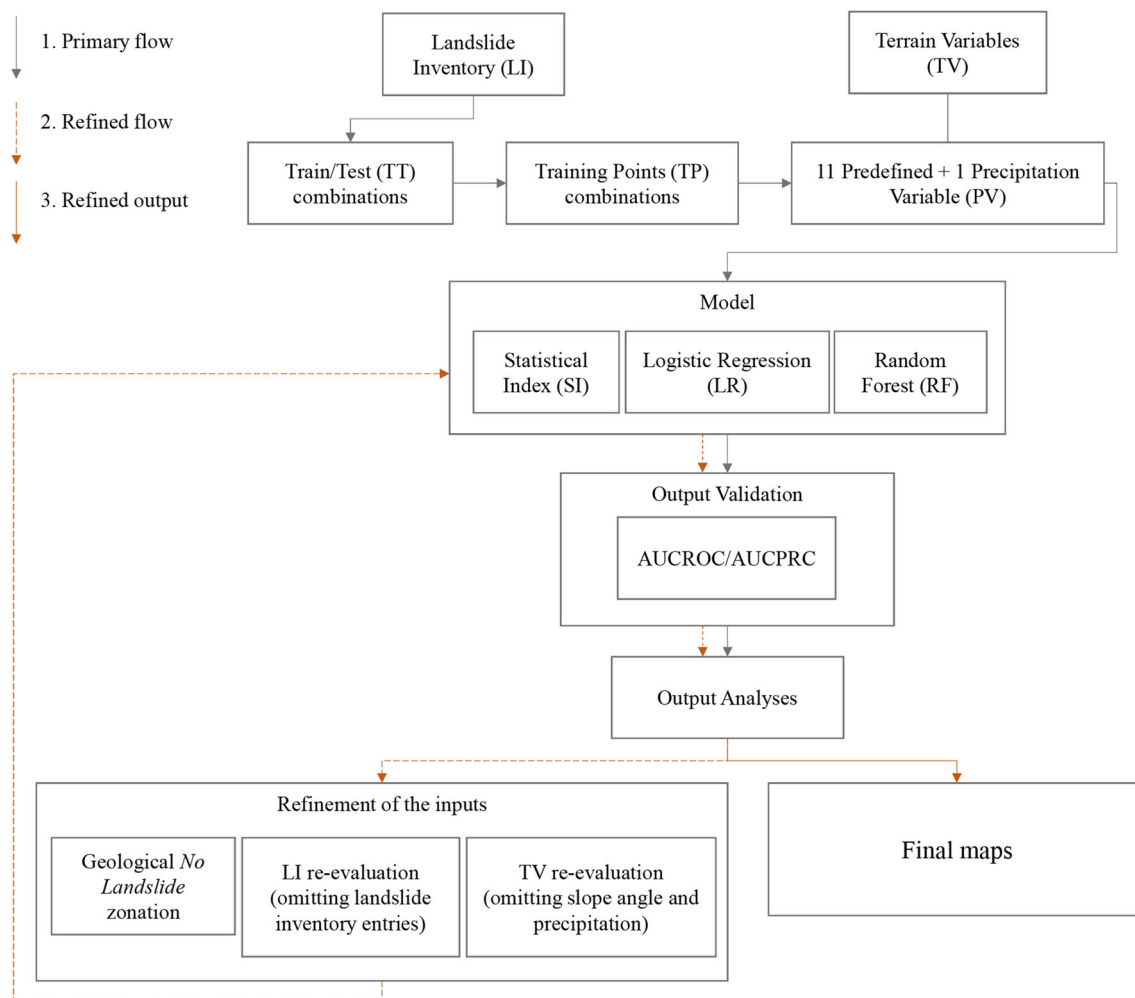 1. Primary flow
2. Refined flow
3. Refined output
Landslide
Inventory (LI)
Terrain Variables
(TV)
Train/Test (TT)
combinations
Training Points (TP)
combinations
11 Predefined + 1 Precipitation
Variable (PV)
Model
Statistical
Index (SI)
Logistic Regression
(LR)
Random
Forest (RF)
Output Validation
AUCROC/AUCPRC
Output Analyses
Refinement of the inputs
Geological No
Landslide
zonation
LI re-evaluation
(omitting landslide
inventory entries)
TV re-evaluation
(omitting slope angle and
precipitation)
Final maps